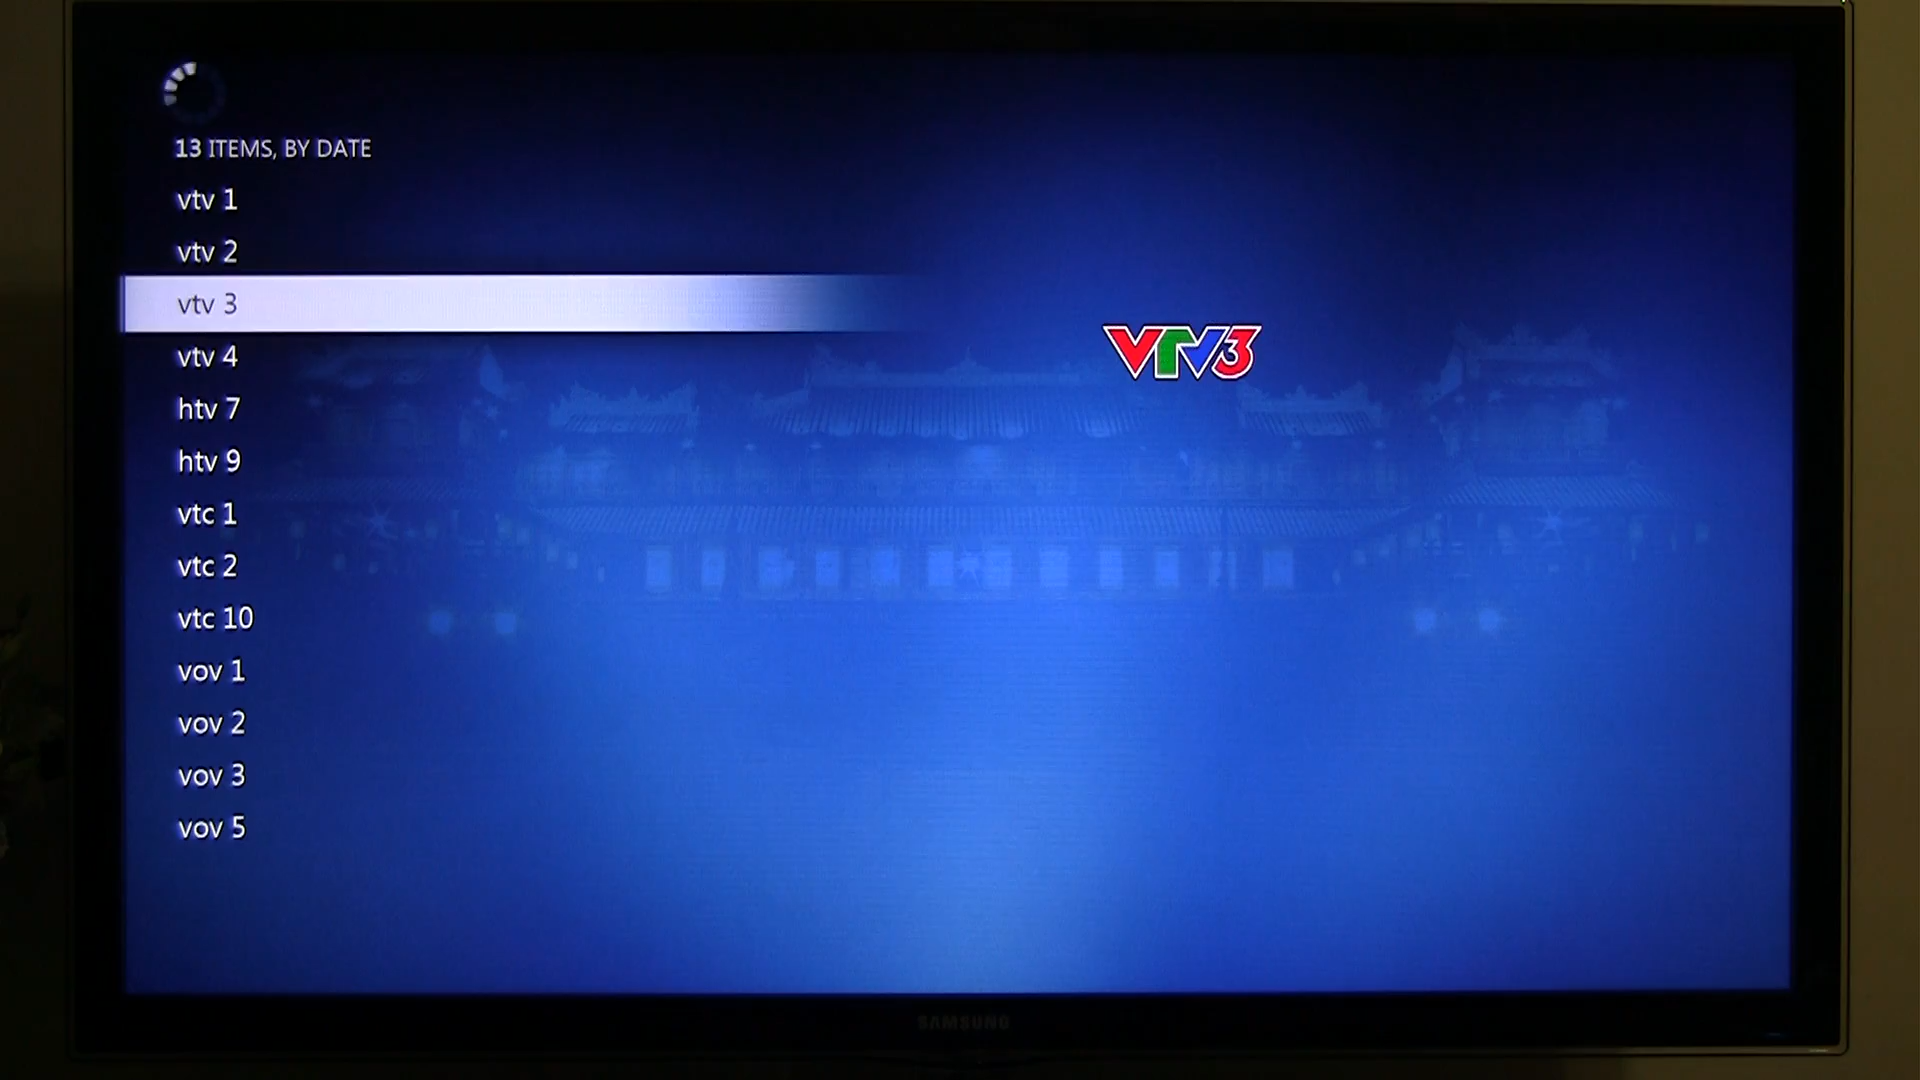 13 ITEMS, BY DATE
vtv 1
vtv 2
vtv 3
VTV3
vtv 4
htv 7
htv 9
vtc 1
vtc 2
vtc 10
vov 1
vov 2
vov 3
vov 5
SAMSUNG